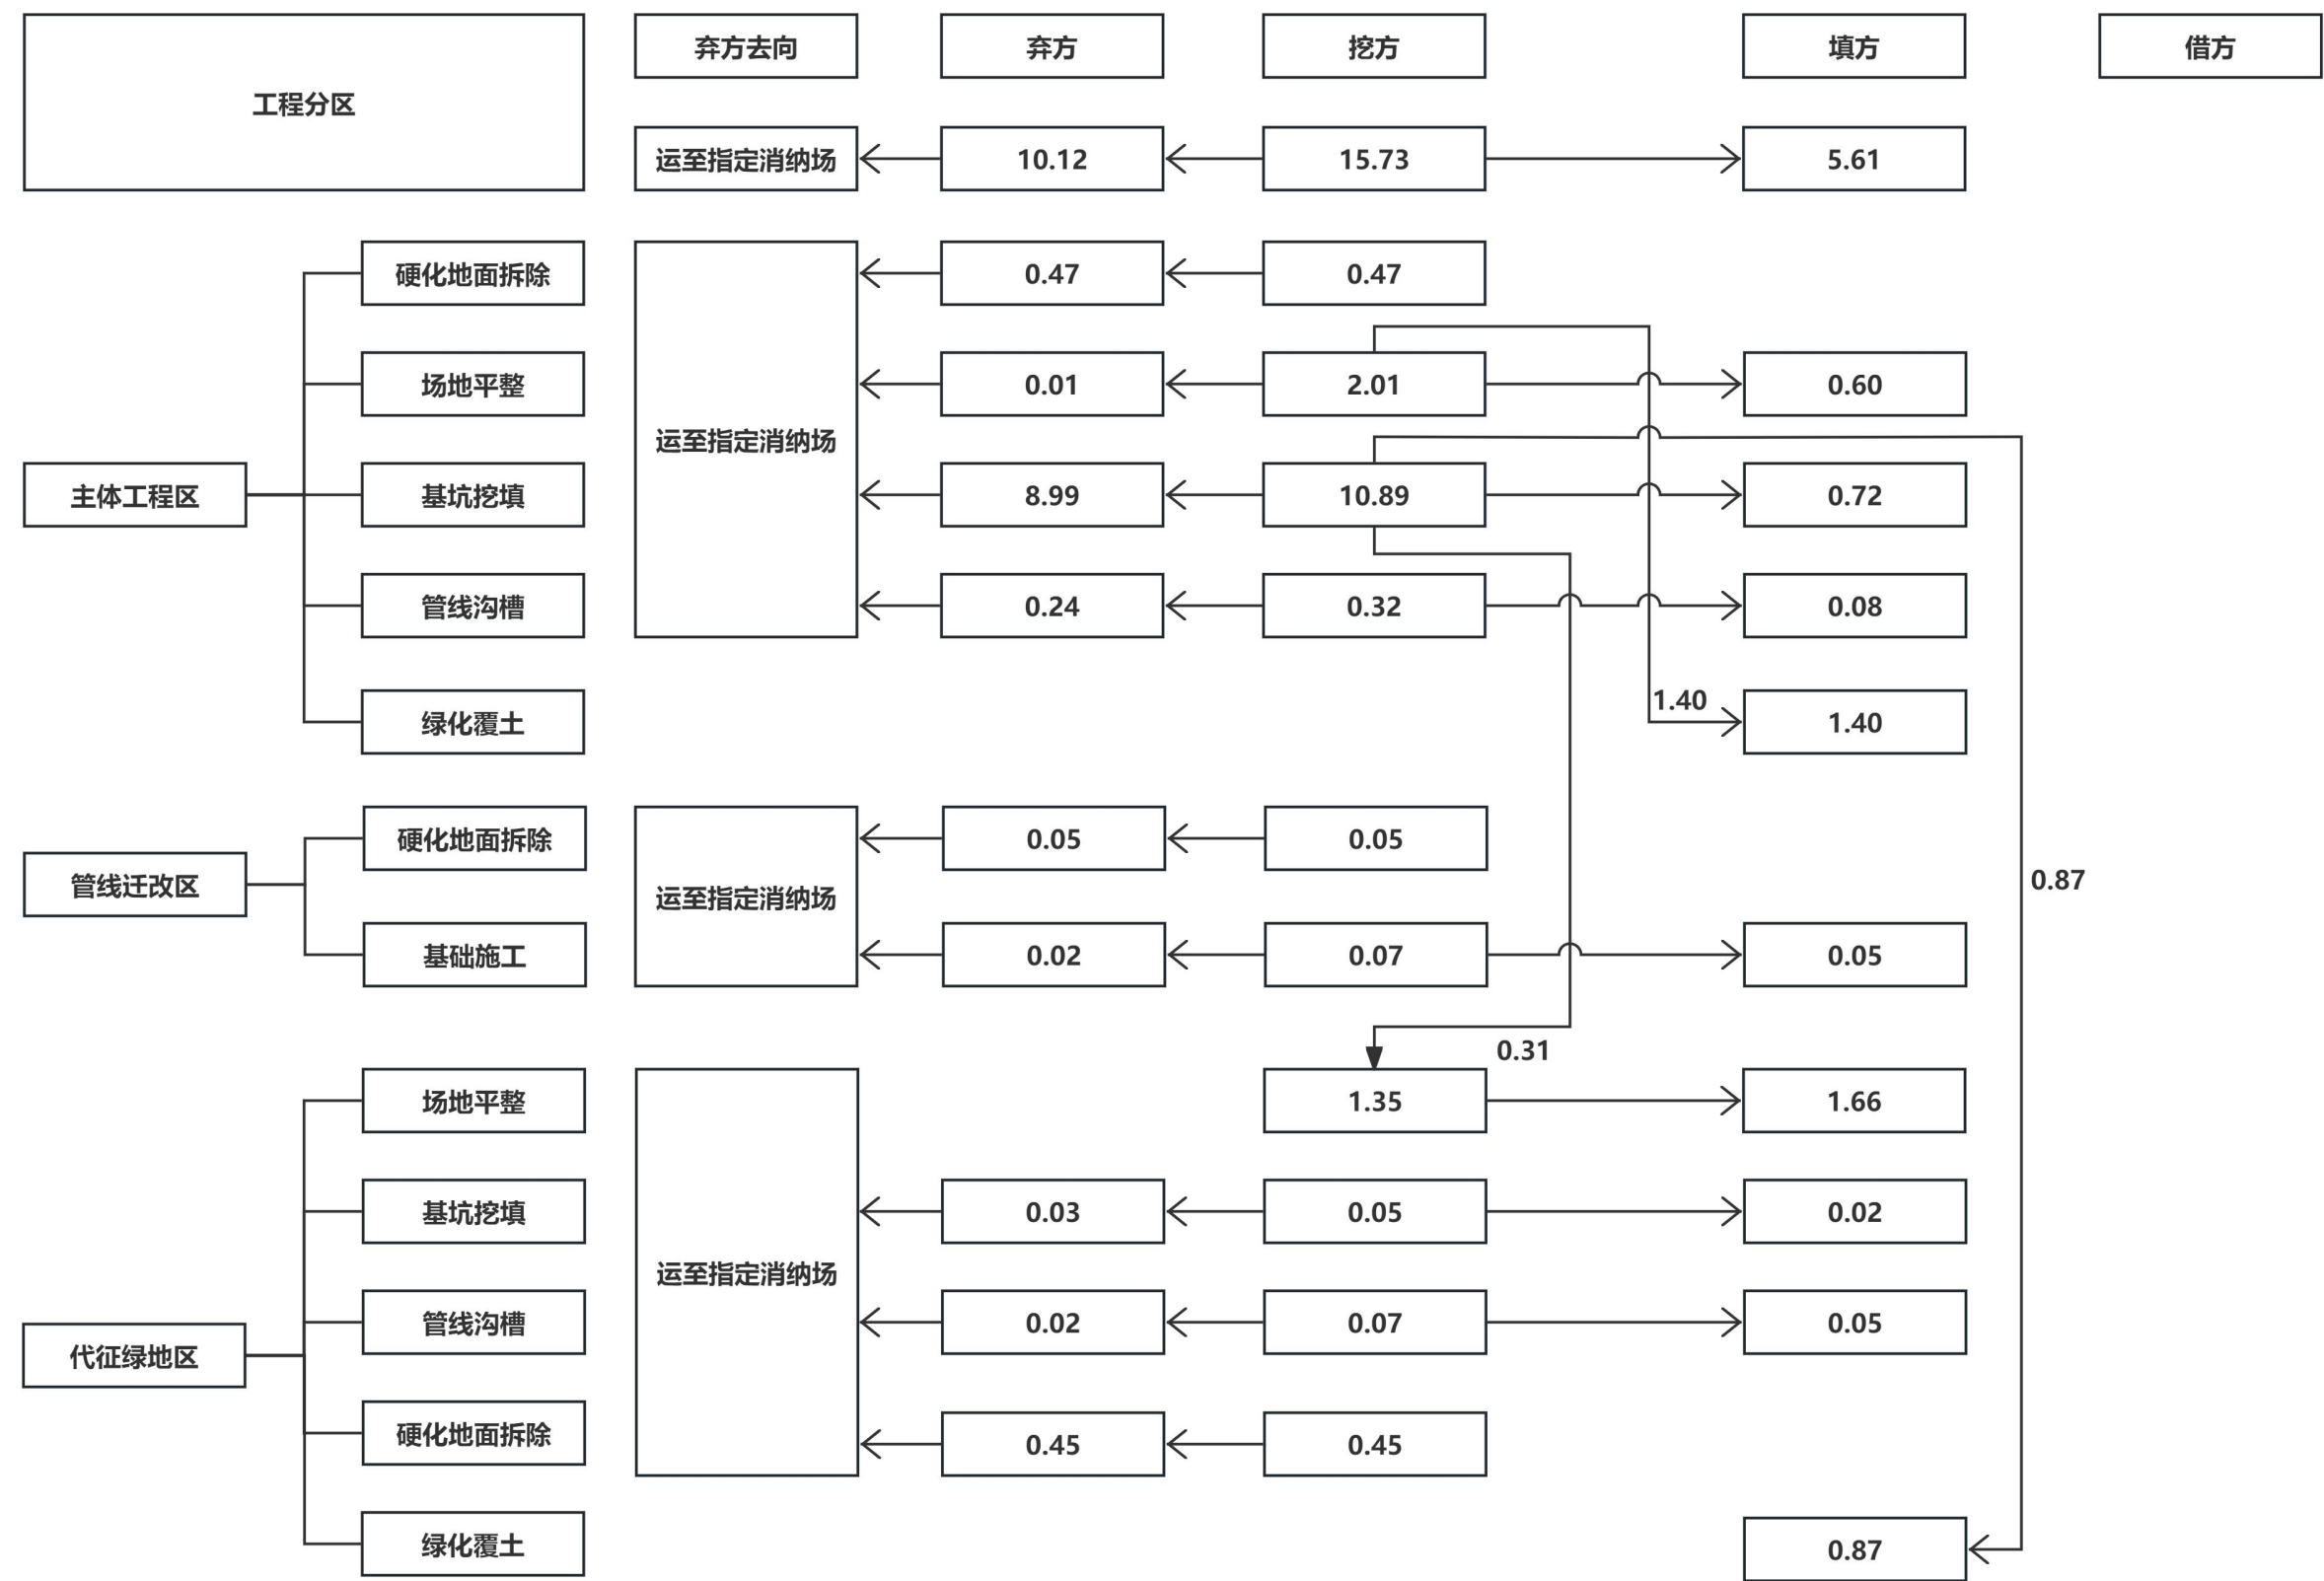 工程分区
弃方去向
弃方
挖方
填方
借方
运至指定消纳场
10.12
15.73
5.61
主体工程区
硬化地面拆除
运至指定消纳场
0.47
0.47
场地平整
0.01
2.01
0.60
基坑挖填
8.99
10.89
0.72
管线沟槽
0.24
0.32
0.08
绿化覆土
1.40
1.40
管线迁改区
硬化地面拆除
运至指定消纳场
0.05
0.05
0.87
基础施工
0.02
0.07
0.05
0.31
代征绿地区
场地平整
运至指定消纳场
1.35
1.66
基坑挖填
0.03
0.05
0.02
管线沟槽
0.02
0.07
0.05
硬化地面拆除
0.45
0.45
绿化覆土
0.87